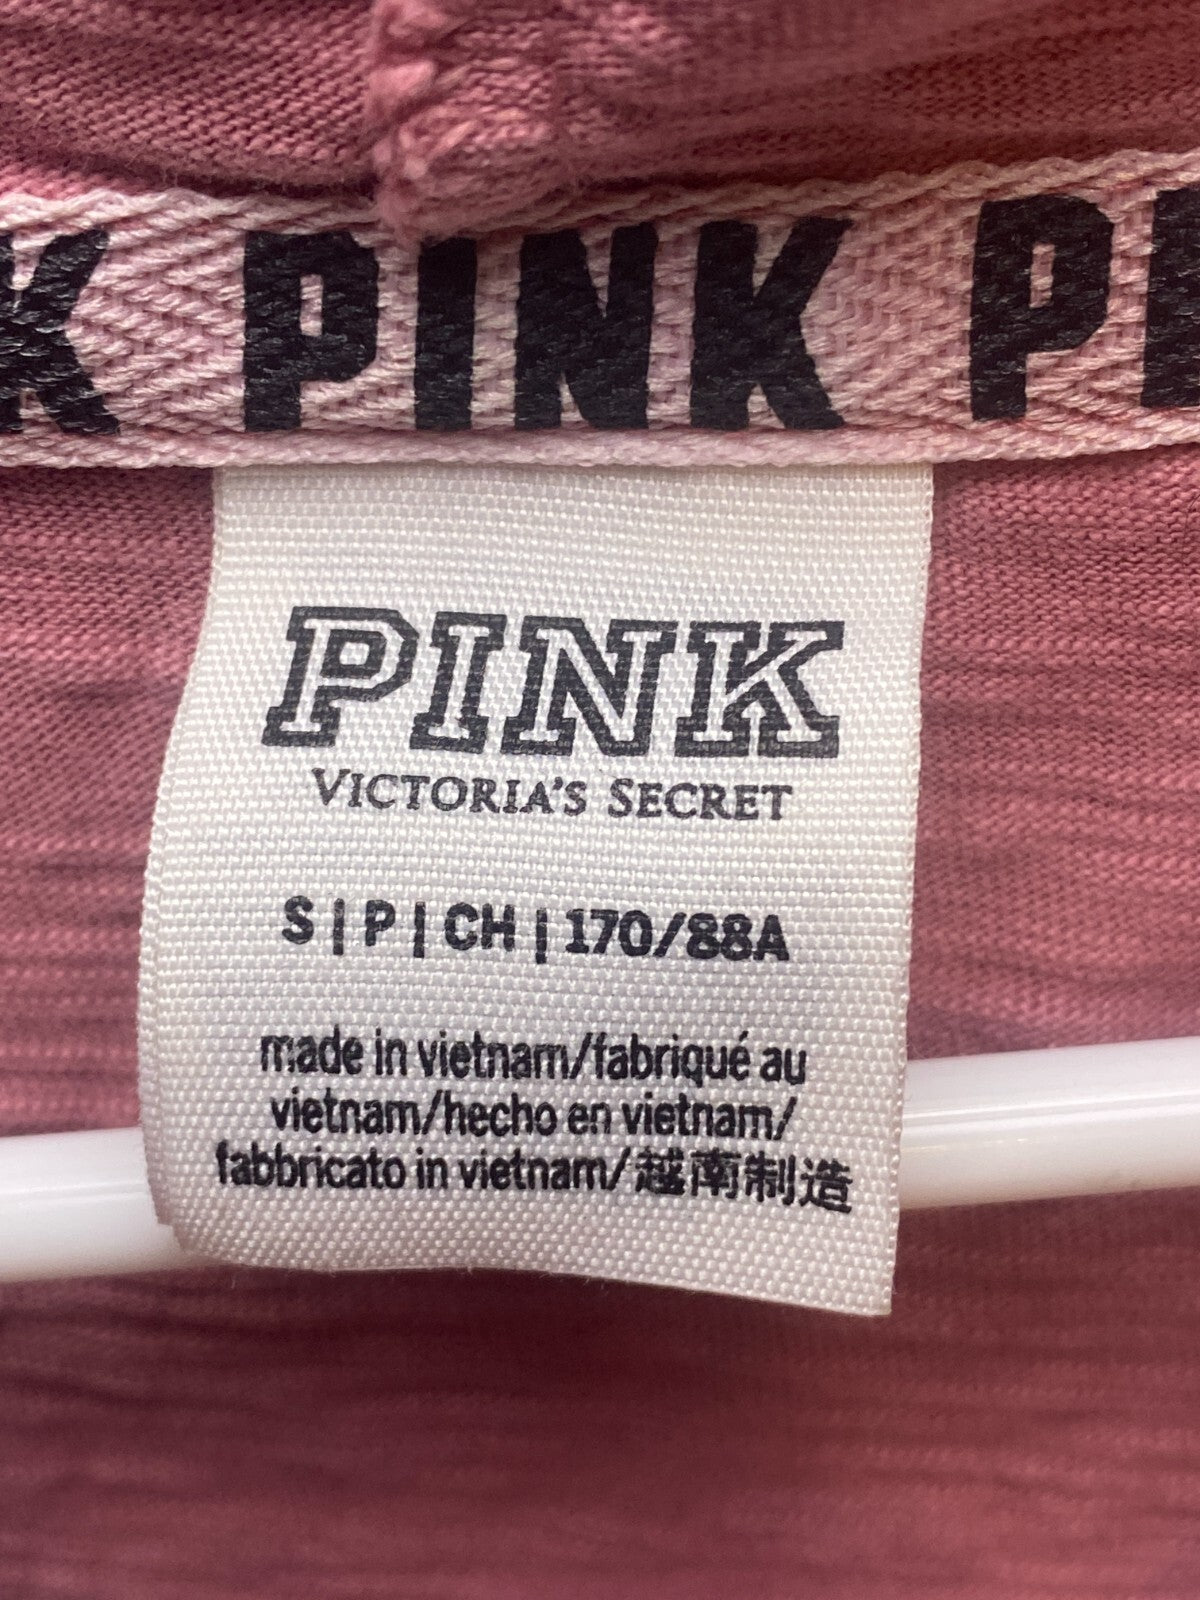 K PINK PI
PINK
VICTORIA'S SECRET
S | P | CH | 170/88A
made in vietnam/fabriqué au
vietnam/hecho en vietnam/
fabbricato in vietnam/越南制造